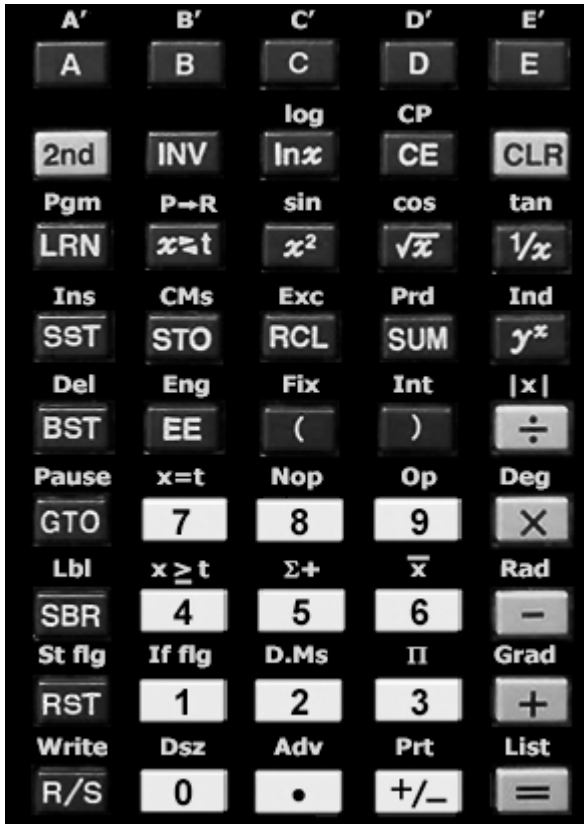 A′ B′ C′ D′ E′
A B C D E
log CP
2nd INV lnx CE CLR
Pgm P→R sin cos tan
LRN x⇄t x² √x 1/x
Ins CMs Exc Prd Ind
SST STO RCL SUM yˣ
Del Eng Fix Int |x|
BST EE ( ) ÷
Pause x=t Nop Op Deg
GTO 7 8 9 ×
Lbl x≥t Σ+ x̅ Rad
SBR 4 5 6 −
St flg If flg D.Ms π Grad
RST 1 2 3 +
Write Dsz Adv Prt List
R/S 0 • +/− =